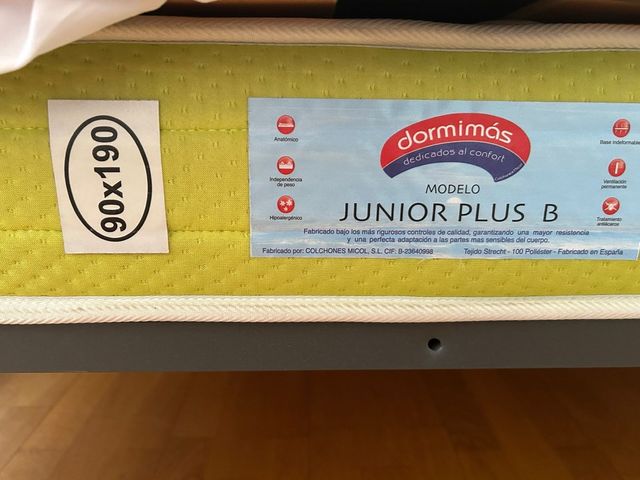 90x190
dormimás
dedicados al confort
MODELO
JUNIOR PLUS B
Anatómico
Independencia
de peso
Hipoalergénico
Base indeformable
Ventilación
permanente
Tratamiento
antiácaros
Fabricado bajo los más rigurosos controles de calidad, garantizando una mayor resistencia
y una perfecta adaptación a las partes mas sensibles del cuerpo.
Fabricado por: COLCHONES MICOL, S.L. CIF: B-23640998
Tejido Strecht - 100 Poliéster - Fabricado en España